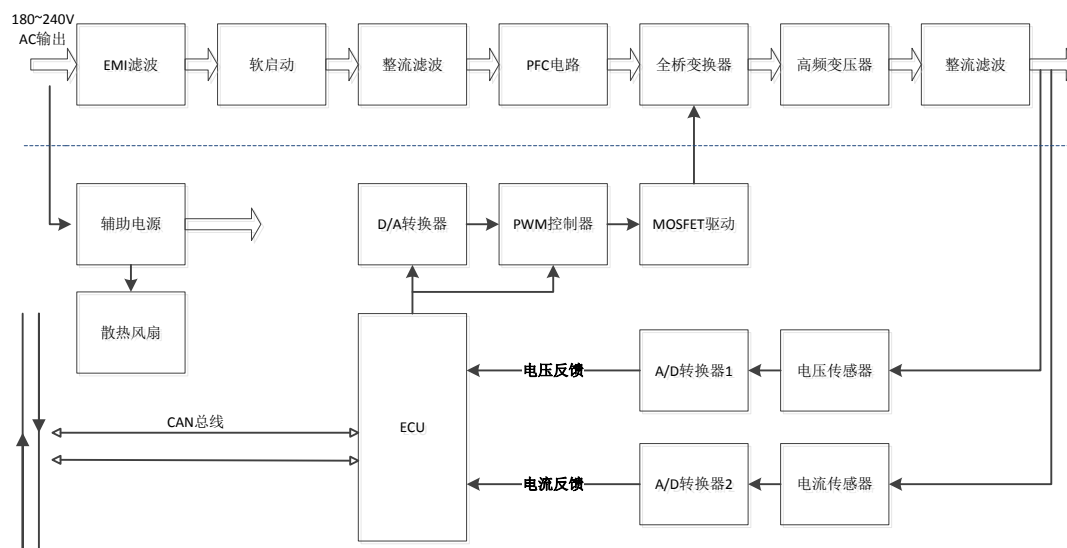 180~240V
AC输出
EMI滤波
软启动
整流滤波
PFC电路
全桥变换器
高频变压器
整流滤波
辅助电源
D/A转换器
PWM控制器
MOSFET驱动
散热风扇
电压反馈
A/D转换器1
电压传感器
CAN总线
ECU
电流反馈
A/D转换器2
电流传感器